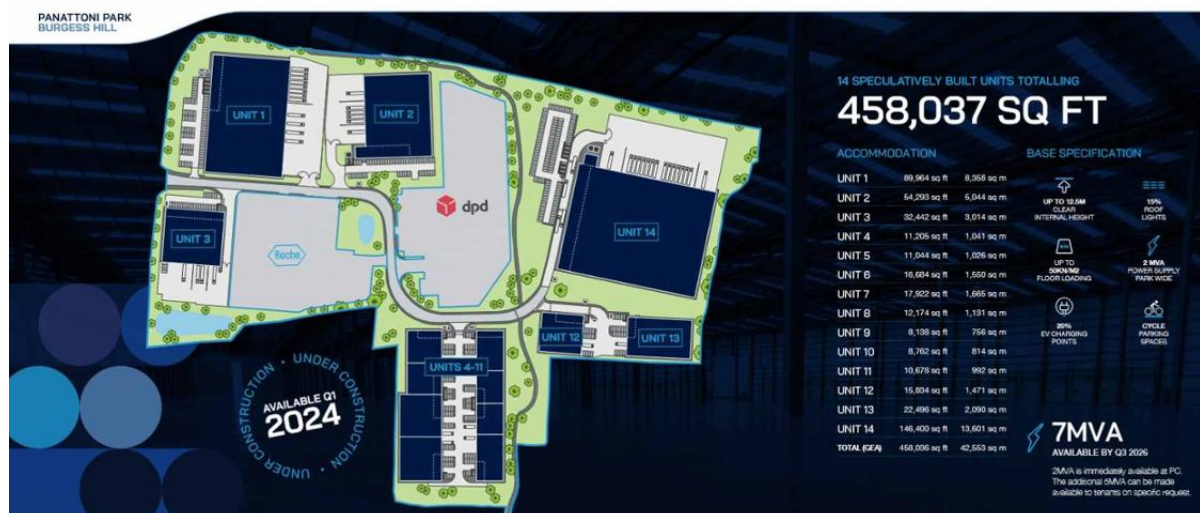 PANATTONI PARK
BURGESS HILL
UNIT 1
UNIT 2
dpd
UNIT 3
Roche
UNIT 14
UNIT 12
UNIT 13
UNITS 4-11
UNDER CONSTRUCTION • UNDER CONSTRUCTION •
AVAILABLE Q1
2024
14 SPECULATIVELY BUILT UNITS TOTALLING
458,037 SQ FT
ACCOMMODATION
UNIT 1 89,964 sq ft 8,358 sq m
UNIT 2 54,293 sq ft 5,044 sq m
UNIT 3 32,442 sq ft 3,014 sq m
UNIT 4 11,205 sq ft 1,041 sq m
UNIT 5 11,044 sq ft 1,026 sq m
UNIT 6 16,684 sq ft 1,550 sq m
UNIT 7 17,922 sq ft 1,665 sq m
UNIT 8 12,174 sq ft 1,131 sq m
UNIT 9 8,138 sq ft 756 sq m
UNIT 10 8,762 sq ft 814 sq m
UNIT 11 10,678 sq ft 992 sq m
UNIT 12 15,834 sq ft 1,471 sq m
UNIT 13 22,496 sq ft 2,090 sq m
UNIT 14 146,400 sq ft 13,601 sq m
TOTAL (GEA) 458,036 sq ft 42,553 sq m
BASE SPECIFICATION
UP TO 12.5M
CLEAR
INTERNAL HEIGHT
15%
ROOF
LIGHTS
UP TO
50KN/M2
FLOOR LOADING
2 MVA
POWER SUPPLY
PARK WIDE
20%
EV CHARGING
POINTS
CYCLE
PARKING
SPACES
7MVA
AVAILABLE BY Q3 2026
2MVA is immediately available at PC.
The additional 5MVA can be made
available to tenants on specific request.